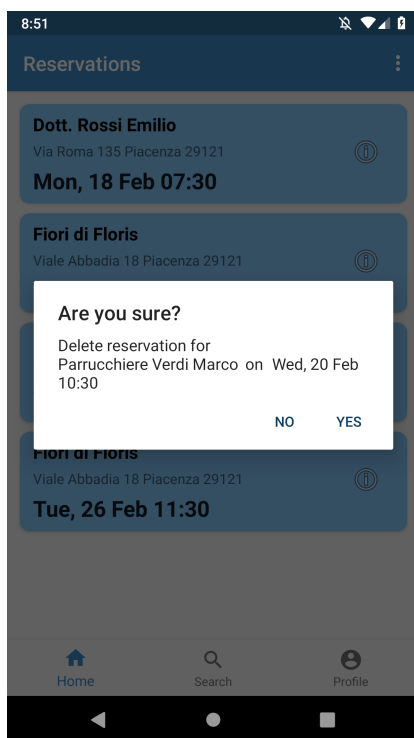 8:51
Reservations
Dott. Rossi Emilio
Via Roma 135 Piacenza 29121
Mon, 18 Feb 07:30
Fiori di Floris
Viale Abbadia 18 Piacenza 29121
Are you sure?
Delete reservation for
Parrucchiere Verdi Marco on Wed, 20 Feb
10:30
NO YES
Fiori di Floris
Viale Abbadia 18 Piacenza 29121
Tue, 26 Feb 11:30
Home Search Profile